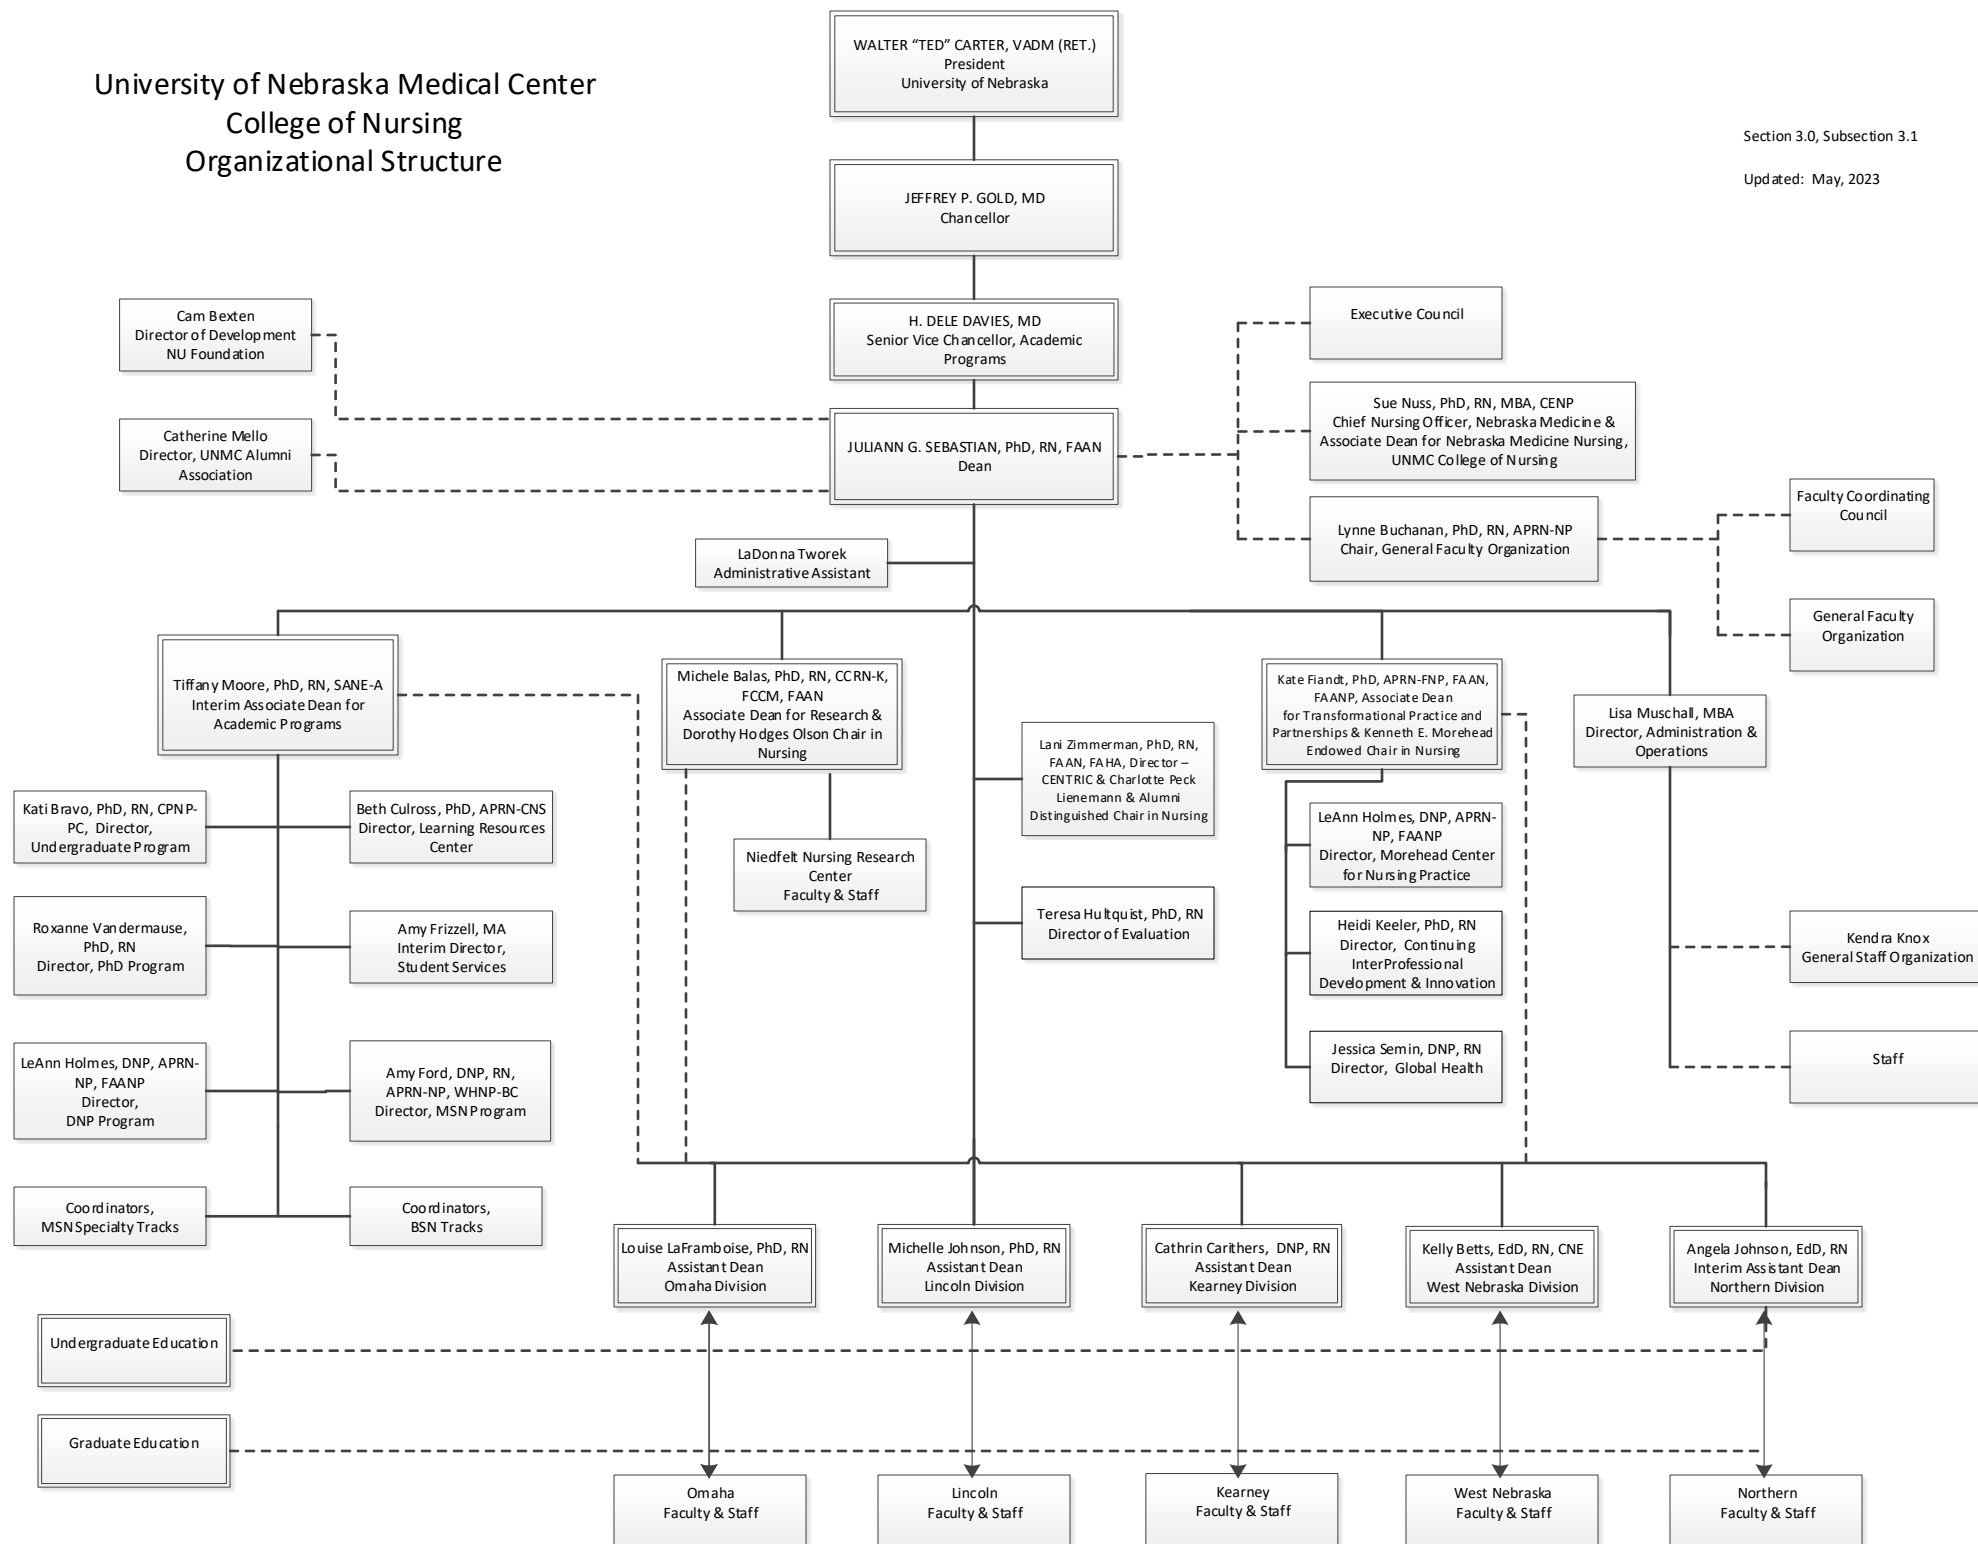 University of Nebraska Medical Center
College of Nursing
Organizational Structure
WALTER “TED” CARTER, VADM (RET.)
President
University of Nebraska
Section 3.0, Subsection 3.1
Updated: May, 2023
JEFFREY P. GOLD, MD
Chancellor
H. DELE DAVIES, MD
Senior Vice Chancellor, Academic
Programs
Cam Bexten
Director of Development
NU Foundation
Catherine Mello
Director, UNMC Alumni
Association
JULIANN G. SEBASTIAN, PhD, RN, FAAN
Dean
Executive Council
Sue Nuss, PhD, RN, MBA, CENP
Chief Nursing Officer, Nebraska Medicine &
Associate Dean for Nebraska Medicine Nursing,
UNMC College of Nursing
Lynne Buchanan, PhD, RN, APRN-NP
Chair, General Faculty Organization
Faculty Coordinating
Council
General Faculty
Organization
LaDonna Tworek
Administrative Assistant
Tiffany Moore, PhD, RN, SANE-A
Interim Associate Dean for
Academic Programs
Michele Balas, PhD, RN, CCRN-K,
FCCM, FAAN
Associate Dean for Research &
Dorothy Hodges Olson Chair in
Nursing
Lani Zimmerman, PhD, RN,
FAAN, FAHA, Director –
CENTRIC & Charlotte Peck
Lienemann & Alumni
Distinguished Chair in Nursing
Kate Fiandt, PhD, APRN-FNP, FAAN,
FAANP, Associate Dean
for Transformational Practice and
Partnerships & Kenneth E. Morehead
Endowed Chair in Nursing
Lisa Muschall, MBA
Director, Administration &
Operations
Kati Bravo, PhD, RN, CPNP-
PC, Director,
Undergraduate Program
Beth Culross, PhD, APRN-CNS
Director, Learning Resources
Center
Niedfelt Nursing Research
Center
Faculty & Staff
LeAnn Holmes, DNP, APRN-
NP, FAANP
Director, Morehead Center
for Nursing Practice
Roxanne Vandermause,
PhD, RN
Director, PhD Program
Amy Frizzell, MA
Interim Director,
Student Services
Teresa Hultquist, PhD, RN
Director of Evaluation
Heidi Keeler, PhD, RN
Director, Continuing
InterProfessional
Development & Innovation
Kendra Knox
General Staff Organization
LeAnn Holmes, DNP, APRN-
NP, FAANP
Director,
DNP Program
Amy Ford, DNP, RN,
APRN-NP, WHNP-BC
Director, MSN Program
Jessica Semin, DNP, RN
Director, Global Health
Staff
Coordinators,
MSN Specialty Tracks
Coordinators,
BSN Tracks
Louise LaFramboise, PhD, RN
Assistant Dean
Omaha Division
Michelle Johnson, PhD, RN
Assistant Dean
Lincoln Division
Cathrin Carithers, DNP, RN
Assistant Dean
Kearney Division
Kelly Betts, EdD, RN, CNE
Assistant Dean
West Nebraska Division
Angela Johnson, EdD, RN
Interim Assistant Dean
Northern Division
Undergraduate Education
Graduate Education
Omaha
Faculty & Staff
Lincoln
Faculty & Staff
Kearney
Faculty & Staff
West Nebraska
Faculty & Staff
Northern
Faculty & Staff